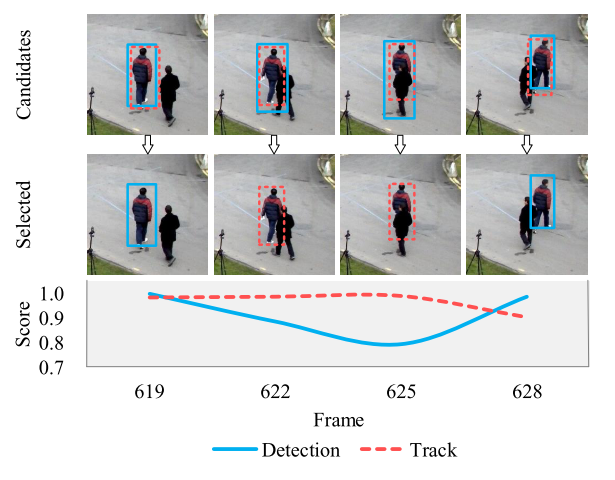 Candidates
Selected
Score
1.0
0.9
0.8
0.7
619 622 625 628
Frame
Detection Track